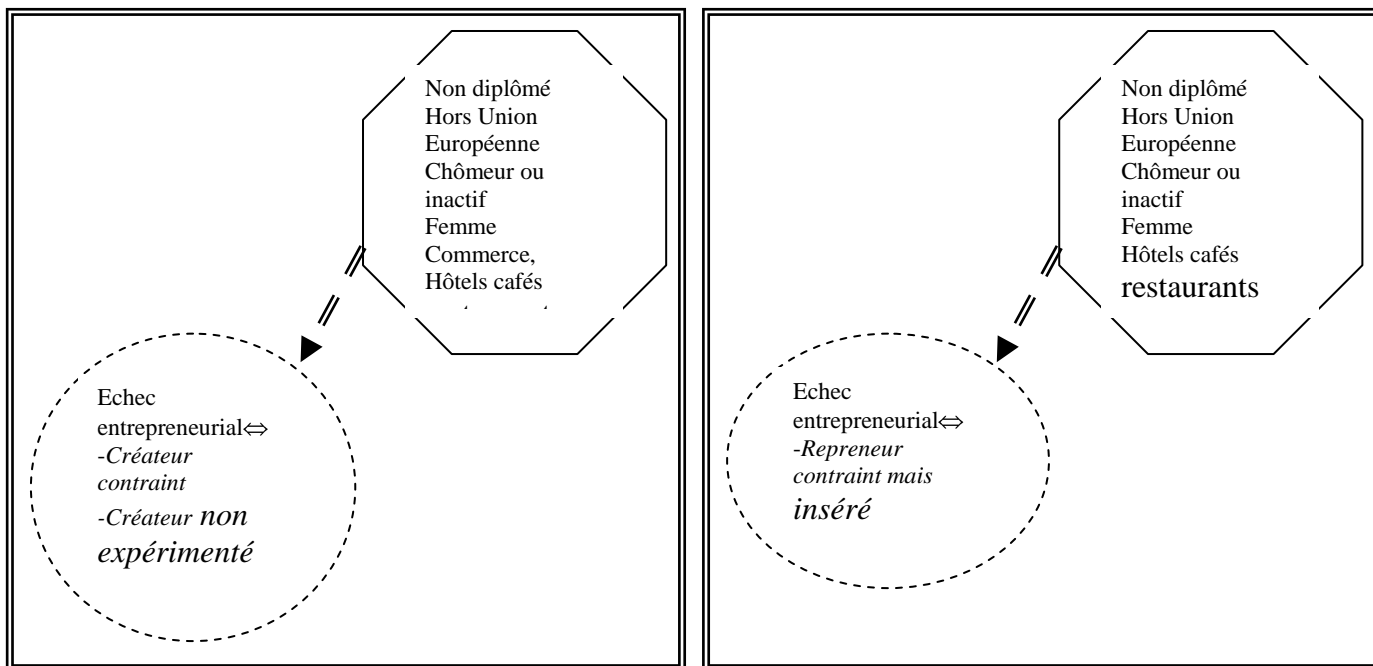 Non diplômé
Hors Union
Européenne
Chômeur ou
inactif
Femme
Commerce,
Hôtels cafés
Echec
entrepreneurial⇔
-Créateur
contraint
-Créateur non
expérimenté
Non diplômé
Hors Union
Européenne
Chômeur ou
inactif
Femme
Hôtels cafés
restaurants
Echec
entrepreneurial⇔
-Repreneur
contraint mais
inséré